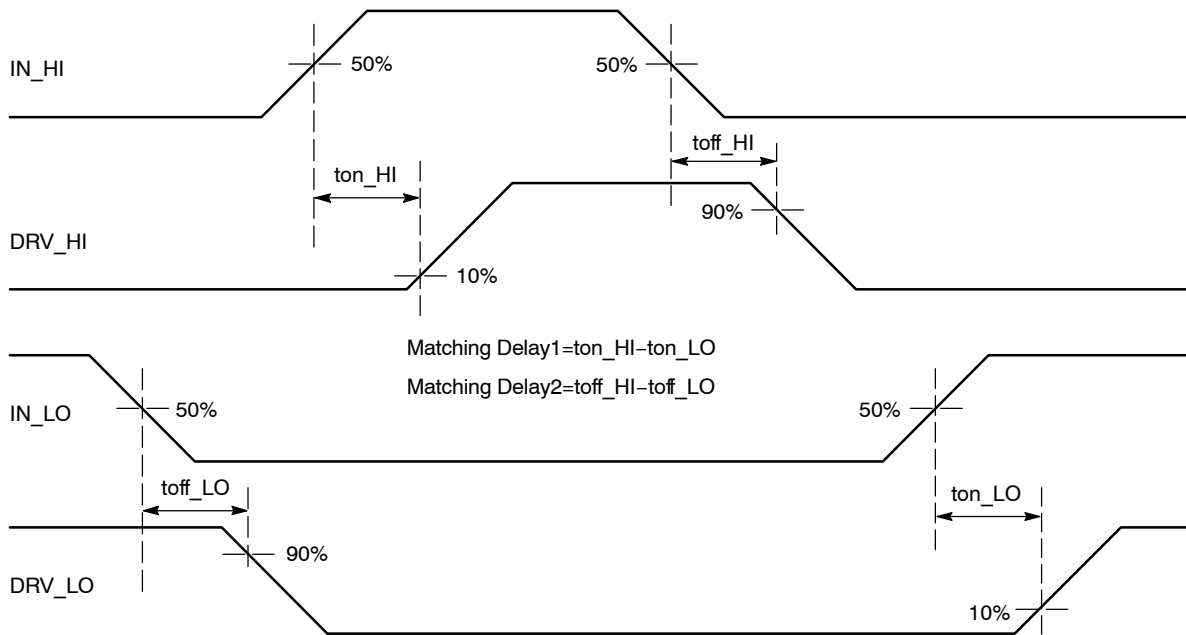 IN_HI
50%
50%
ton_HI
toff_HI
90%
DRV_HI
10%
Matching Delay1=ton_HI−ton_LO
Matching Delay2=toff_HI−toff_LO
IN_LO
50%
50%
toff_LO
ton_LO
90%
DRV_LO
10%